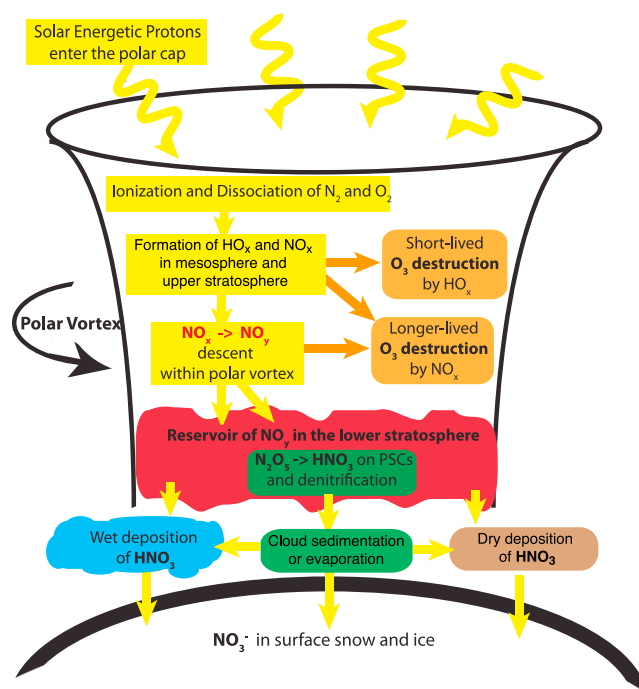 Solar Energetic Protons
enter the polar cap
Ionization and Dissociation of N₂ and O₂
Formation of HOₓ and NOₓ
in mesosphere and
upper stratosphere
Short-lived
O₃ destruction
by HOₓ
Polar Vortex
NOₓ -> NOᵧ
descent
within polar vortex
Longer-lived
O₃ destruction
by NOₓ
Reservoir of NOᵧ in the lower stratosphere
N₂O₅ -> HNO₃ on PSCs
and denitrification
Wet deposition
of HNO₃
Cloud sedimentation
or evaporation
Dry deposition
of HNO₃
NO₃⁻ in surface snow and ice